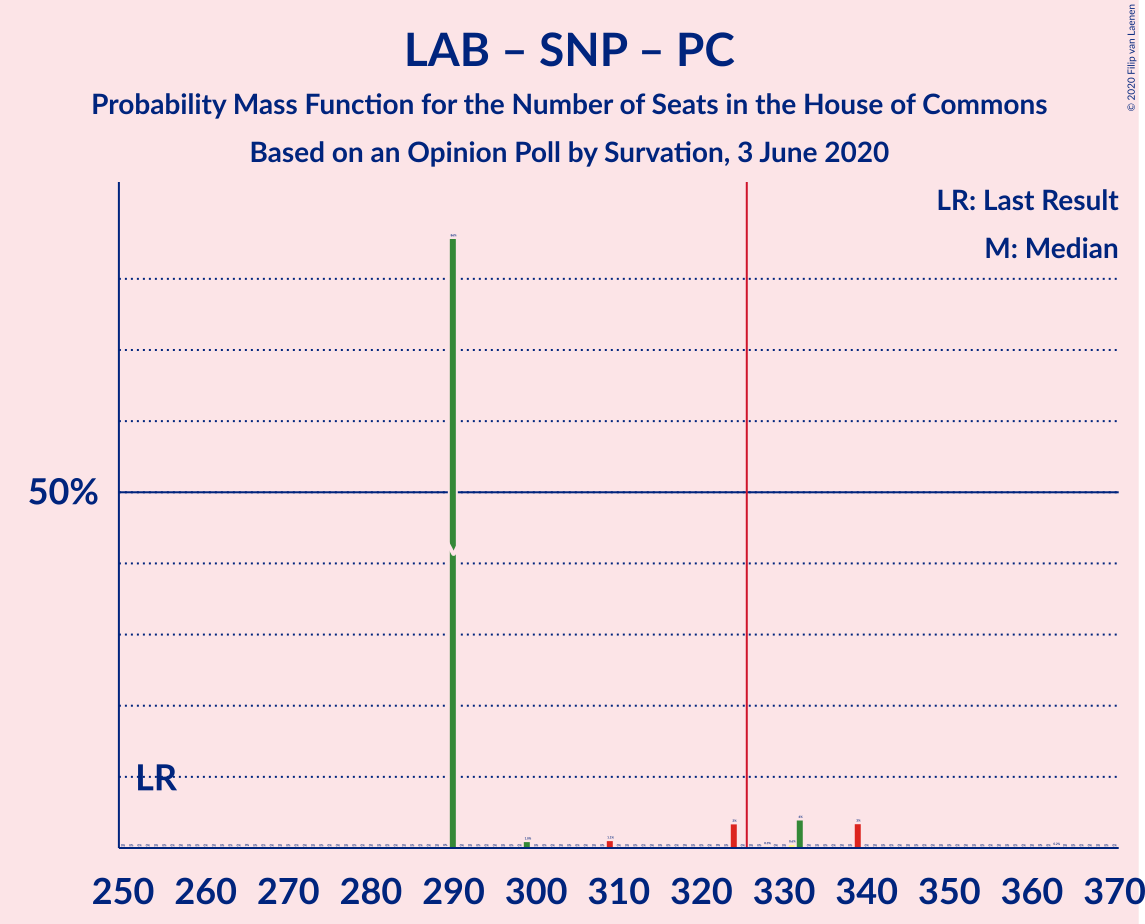 LAB – SNP – PC
Probability Mass Function for the Number of Seats in the House of Commons
Based on an Opinion Poll by Survation, 3 June 2020
© 2020 Filip van Laenen
LR: Last Result
M: Median
50%
LR
250 260 270 280 290 300 310 320 330 340 350 360 370